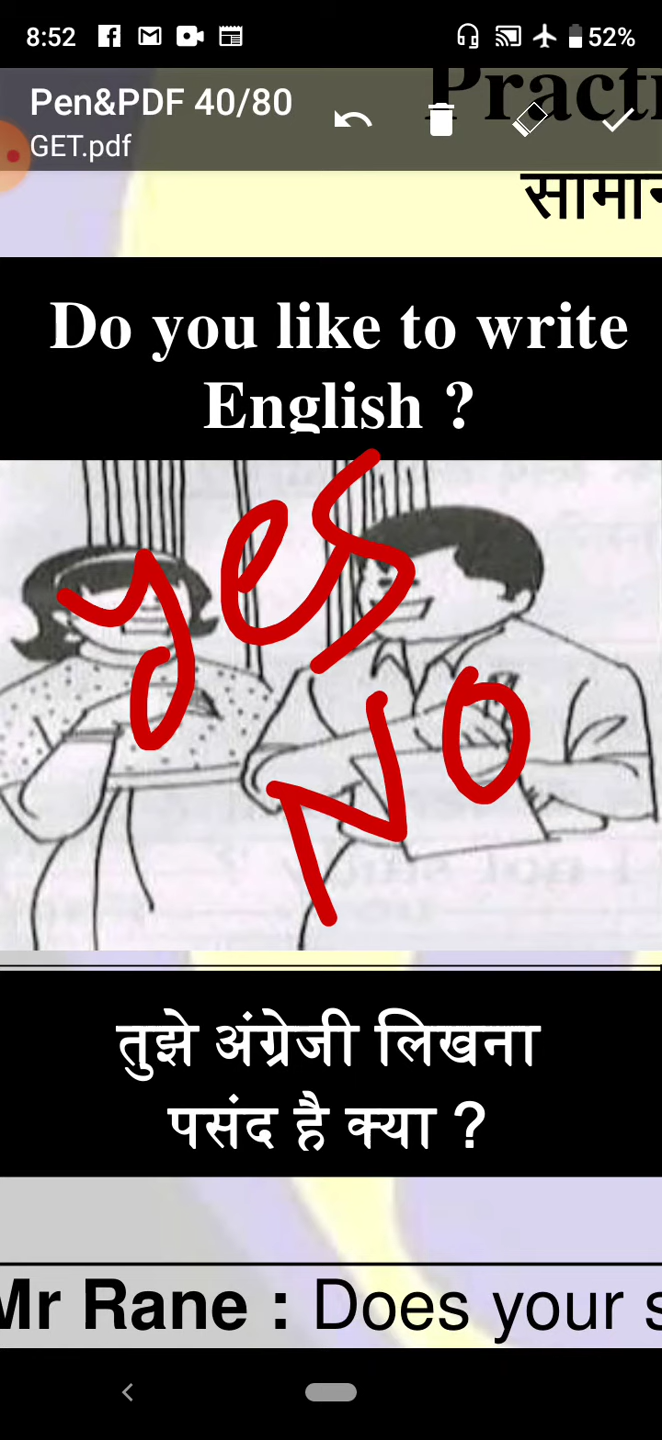 8:52 52%
Pen&PDF 40/80
GET.pdf
Do you like to write
English ?
yes
No
तुझे अंग्रेजी लिखना
पसंद है क्या ?
Mr Rane : Does your